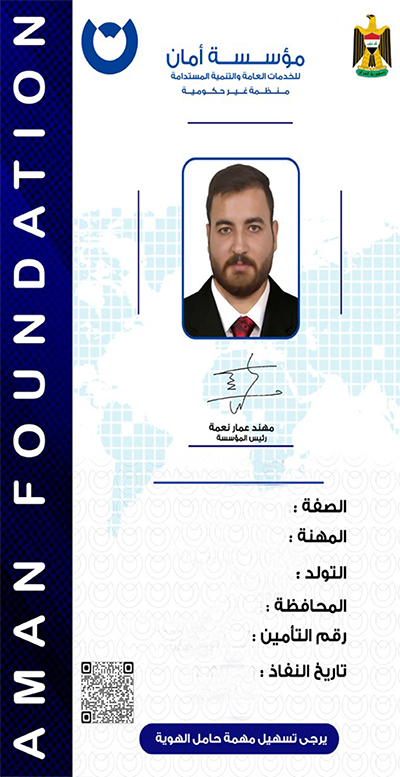 AMAN FOUNDATION
مؤسسة أمان
للخدمات العامة والتنمية المستدامة
منظمة غير حكومية
مهند عمار نعمة
رئيس المؤسسة
الصفة :
المهنة :
التولد :
المحافظة :
رقم التأمين :
تاريخ النفاذ :
يرجى تسهيل مهمة حامل الهوية